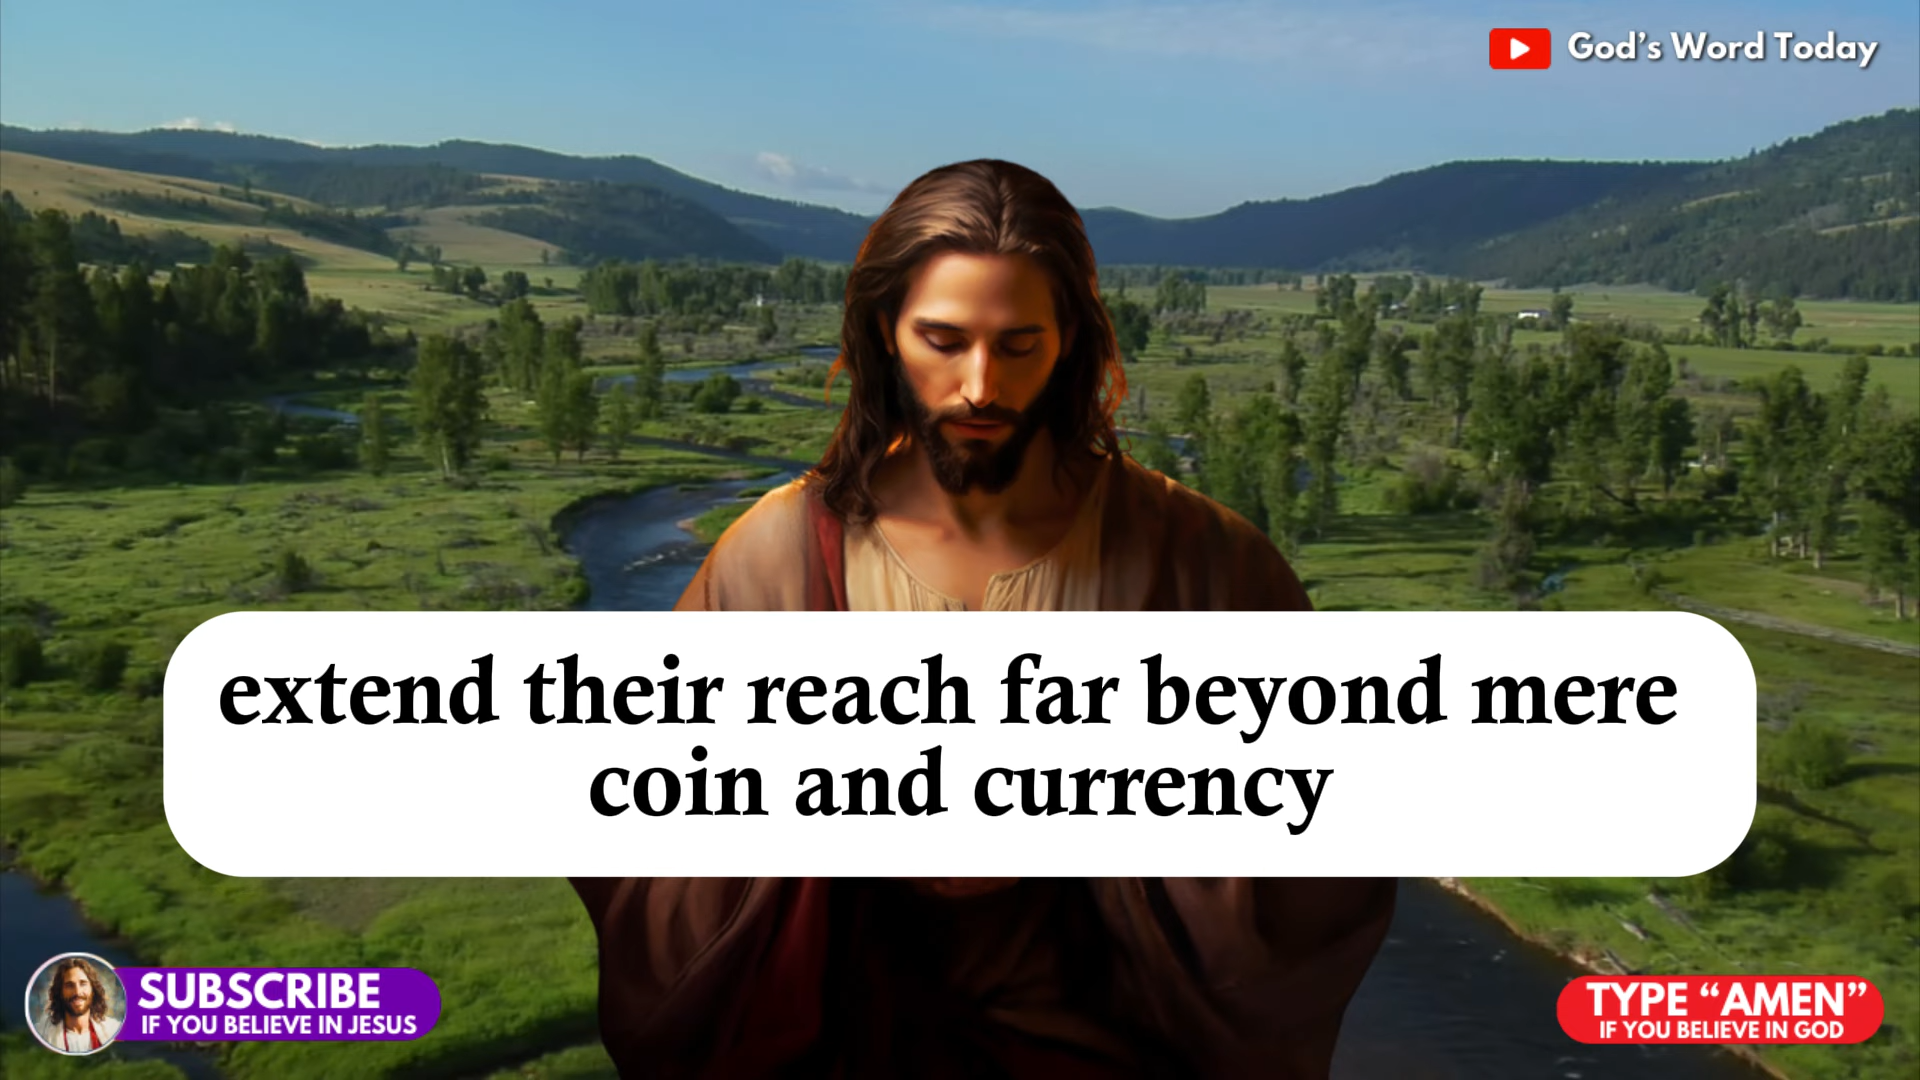 God's Word Today
extend their reach far beyond mere
coin and currency
SUBSCRIBE
IF YOU BELIEVE IN JESUS
TYPE “AMEN”
IF YOU BELIEVE IN GOD